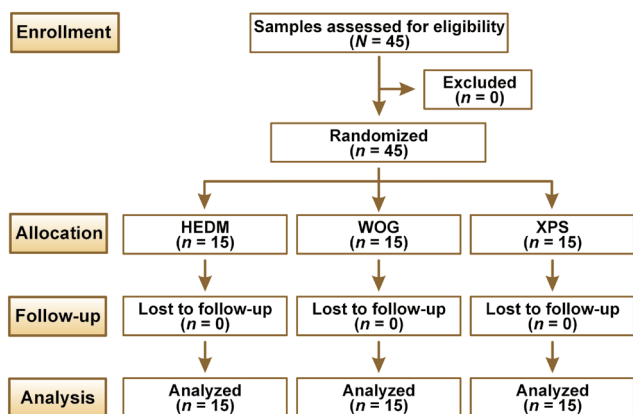 Enrollment
Samples assessed for eligibility
(N = 45)
Excluded
(n = 0)
Randomized
(n = 45)
Allocation
HEDM
(n = 15)
WOG
(n = 15)
XPS
(n = 15)
Follow-up
Lost to follow-up
(n = 0)
Lost to follow-up
(n = 0)
Lost to follow-up
(n = 0)
Analysis
Analyzed
(n = 15)
Analyzed
(n = 15)
Analyzed
(n = 15)